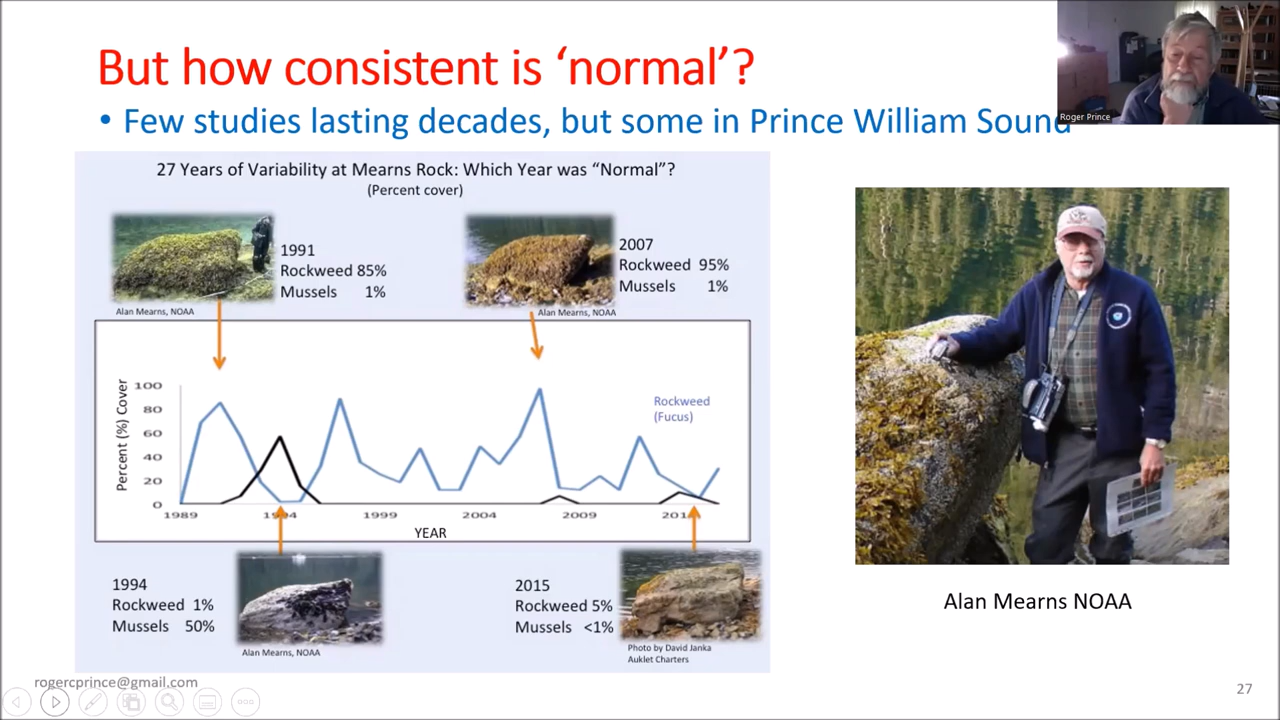 But how consistent is ‘normal’?
Roger Prince
• Few studies lasting decades, but some in Prince William Sound
27 Years of Variability at Mearns Rock: Which Year was “Normal”?
(Percent cover)
1991
Rockweed 85%
Mussels 1%
Alan Mearns, NOAA
2007
Rockweed 95%
Mussels 1%
Alan Mearns, NOAA
Percent (%) Cover
100
80
60
40
20
0
Rockweed
(Fucus)
1989
1994
1999
2004
2009
YEAR
1994
Rockweed 1%
Mussels 50%
Alan Mearns, NOAA
2015
Rockweed 5%
Mussels <1%
Photo by David Janka
Auklet Charters
Alan Mearns NOAA
rogercprince@gmail.com
27